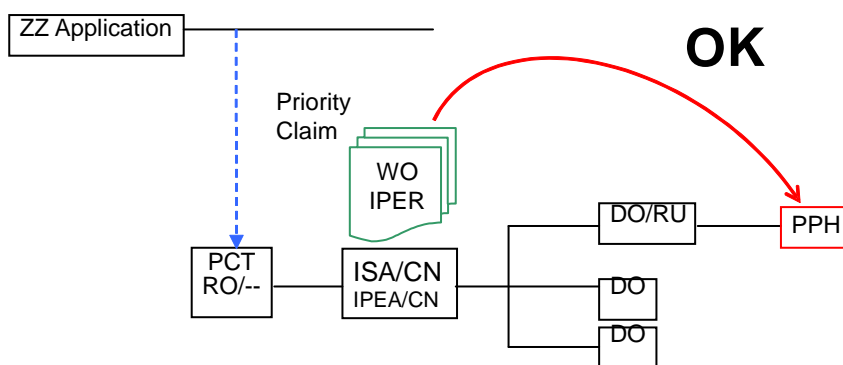 ZZ Application
OK
Priority
Claim
WO
IPER
DO/RU
PPH
PCT
RO/--
ISA/CN
IPEA/CN
DO
DO